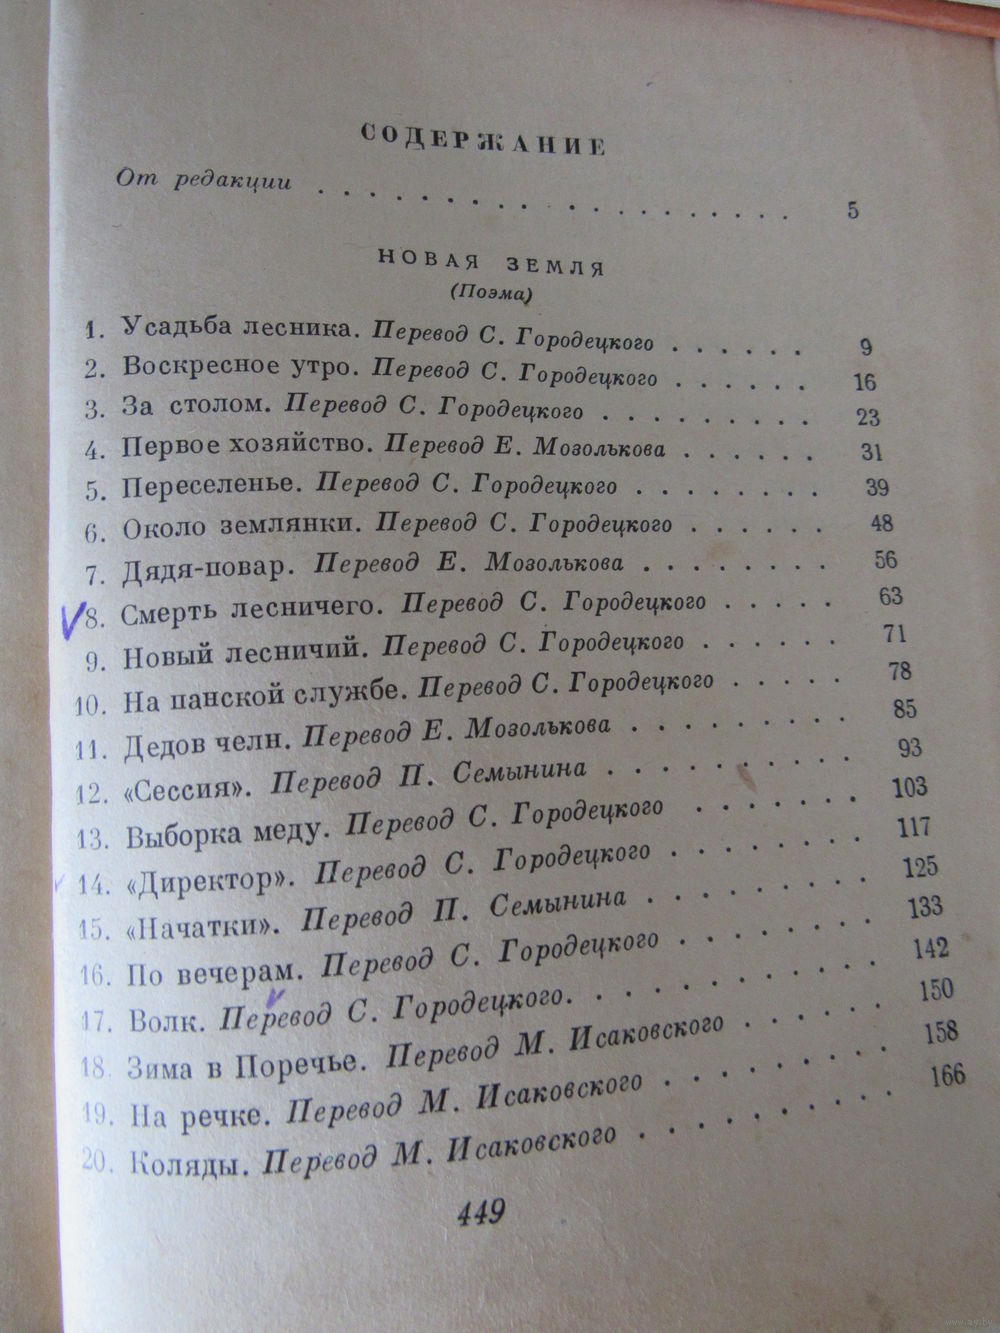 СОДЕРЖАНИЕ
От редакции . . . . . . . . . . . . . . . . . . . 5
НОВАЯ ЗЕМЛЯ
(Поэма)
1. Усадьба лесника. Перевод С. Городецкого . . . . . . 9
2. Воскресное утро. Перевод С. Городецкого . . . . . . 16
3. За столом. Перевод С. Городецкого . . . . . . . . 23
4. Первое хозяйство. Перевод Е. Мозолькова . . . . . . 31
5. Переселенье. Перевод С. Городецкого . . . . . . . 39
6. Около землянки. Перевод С. Городецкого . . . . . . 48
7. Дядя-повар. Перевод Е. Мозолькова . . . . . . . 56
8. Смерть лесничего. Перевод С. Городецкого . . . . . 63
9. Новый лесничий. Перевод С. Городецкого . . . . . . 71
10. На панской службе. Перевод С. Городецкого . . . . . 78
11. Дедов челн. Перевод Е. Мозолькова . . . . . . . . 85
12. «Сессия». Перевод П. Семынина . . . . . . . . . 93
13. Выборка меду. Перевод С. Городецкого . . . . . . . 103
14. «Директор». Перевод С. Городецкого . . . . . . . 117
15. «Начатки». Перевод П. Семынина . . . . . . . . 125
16. По вечерам. Перевод С. Городецкого . . . . . . . 133
17. Волк. Перевод С. Городецкого. . . . . . . . . . 142
18. Зима в Поречье. Перевод М. Исаковского . . . . . . 150
19. На речке. Перевод М. Исаковского . . . . . . . . 158
20. Коляды. Перевод М. Исаковского . . . . . . . . . 166
449
www.ay.by